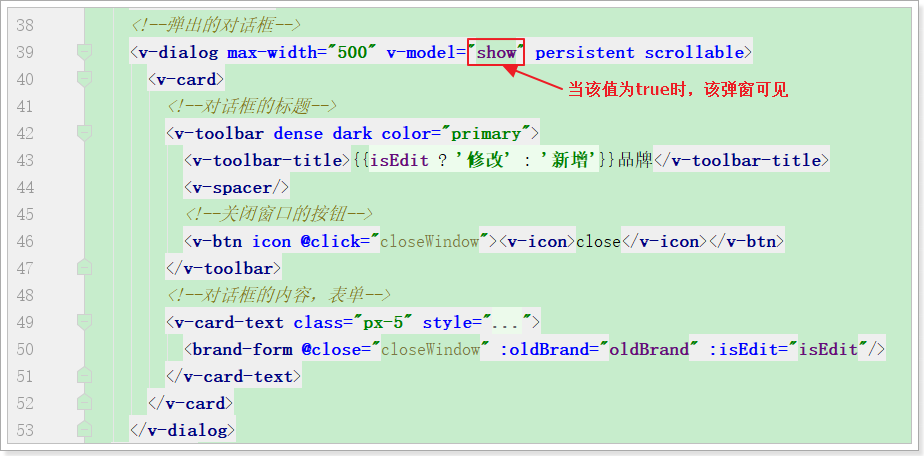 38 <!--弹出的对话框-->
39 <v-dialog max-width="500" v-model="show" persistent scrollable>
40 <v-card>
当该值为true时，该弹窗可见
41 <!--对话框的标题-->
42 <v-toolbar dense dark color="primary">
43 <v-toolbar-title>{{isEdit ? '修改' : '新增'}}品牌</v-toolbar-title>
44 <v-spacer/>
45 <!--关闭窗口的按钮-->
46 <v-btn icon @click="closeWindow"><v-icon>close</v-icon></v-btn>
47 </v-toolbar>
48 <!--对话框的内容，表单-->
49 <v-card-text class="px-5" style="...">
50 <brand-form @close="closeWindow" :oldBrand="oldBrand" :isEdit="isEdit"/>
51 </v-card-text>
52 </v-card>
53 </v-dialog>